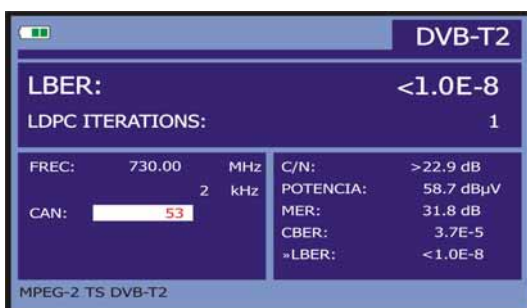 DVB-T2
LBER: <1.0E-8
LDPC ITERATIONS: 1
FREC: 730.00 MHz
2 kHz
CAN: 53
C/N: >22.9 dB
POTENCIA: 58.7 dBµV
MER: 31.8 dB
CBER: 3.7E-5
»LBER: <1.0E-8
MPEG-2 TS DVB-T2